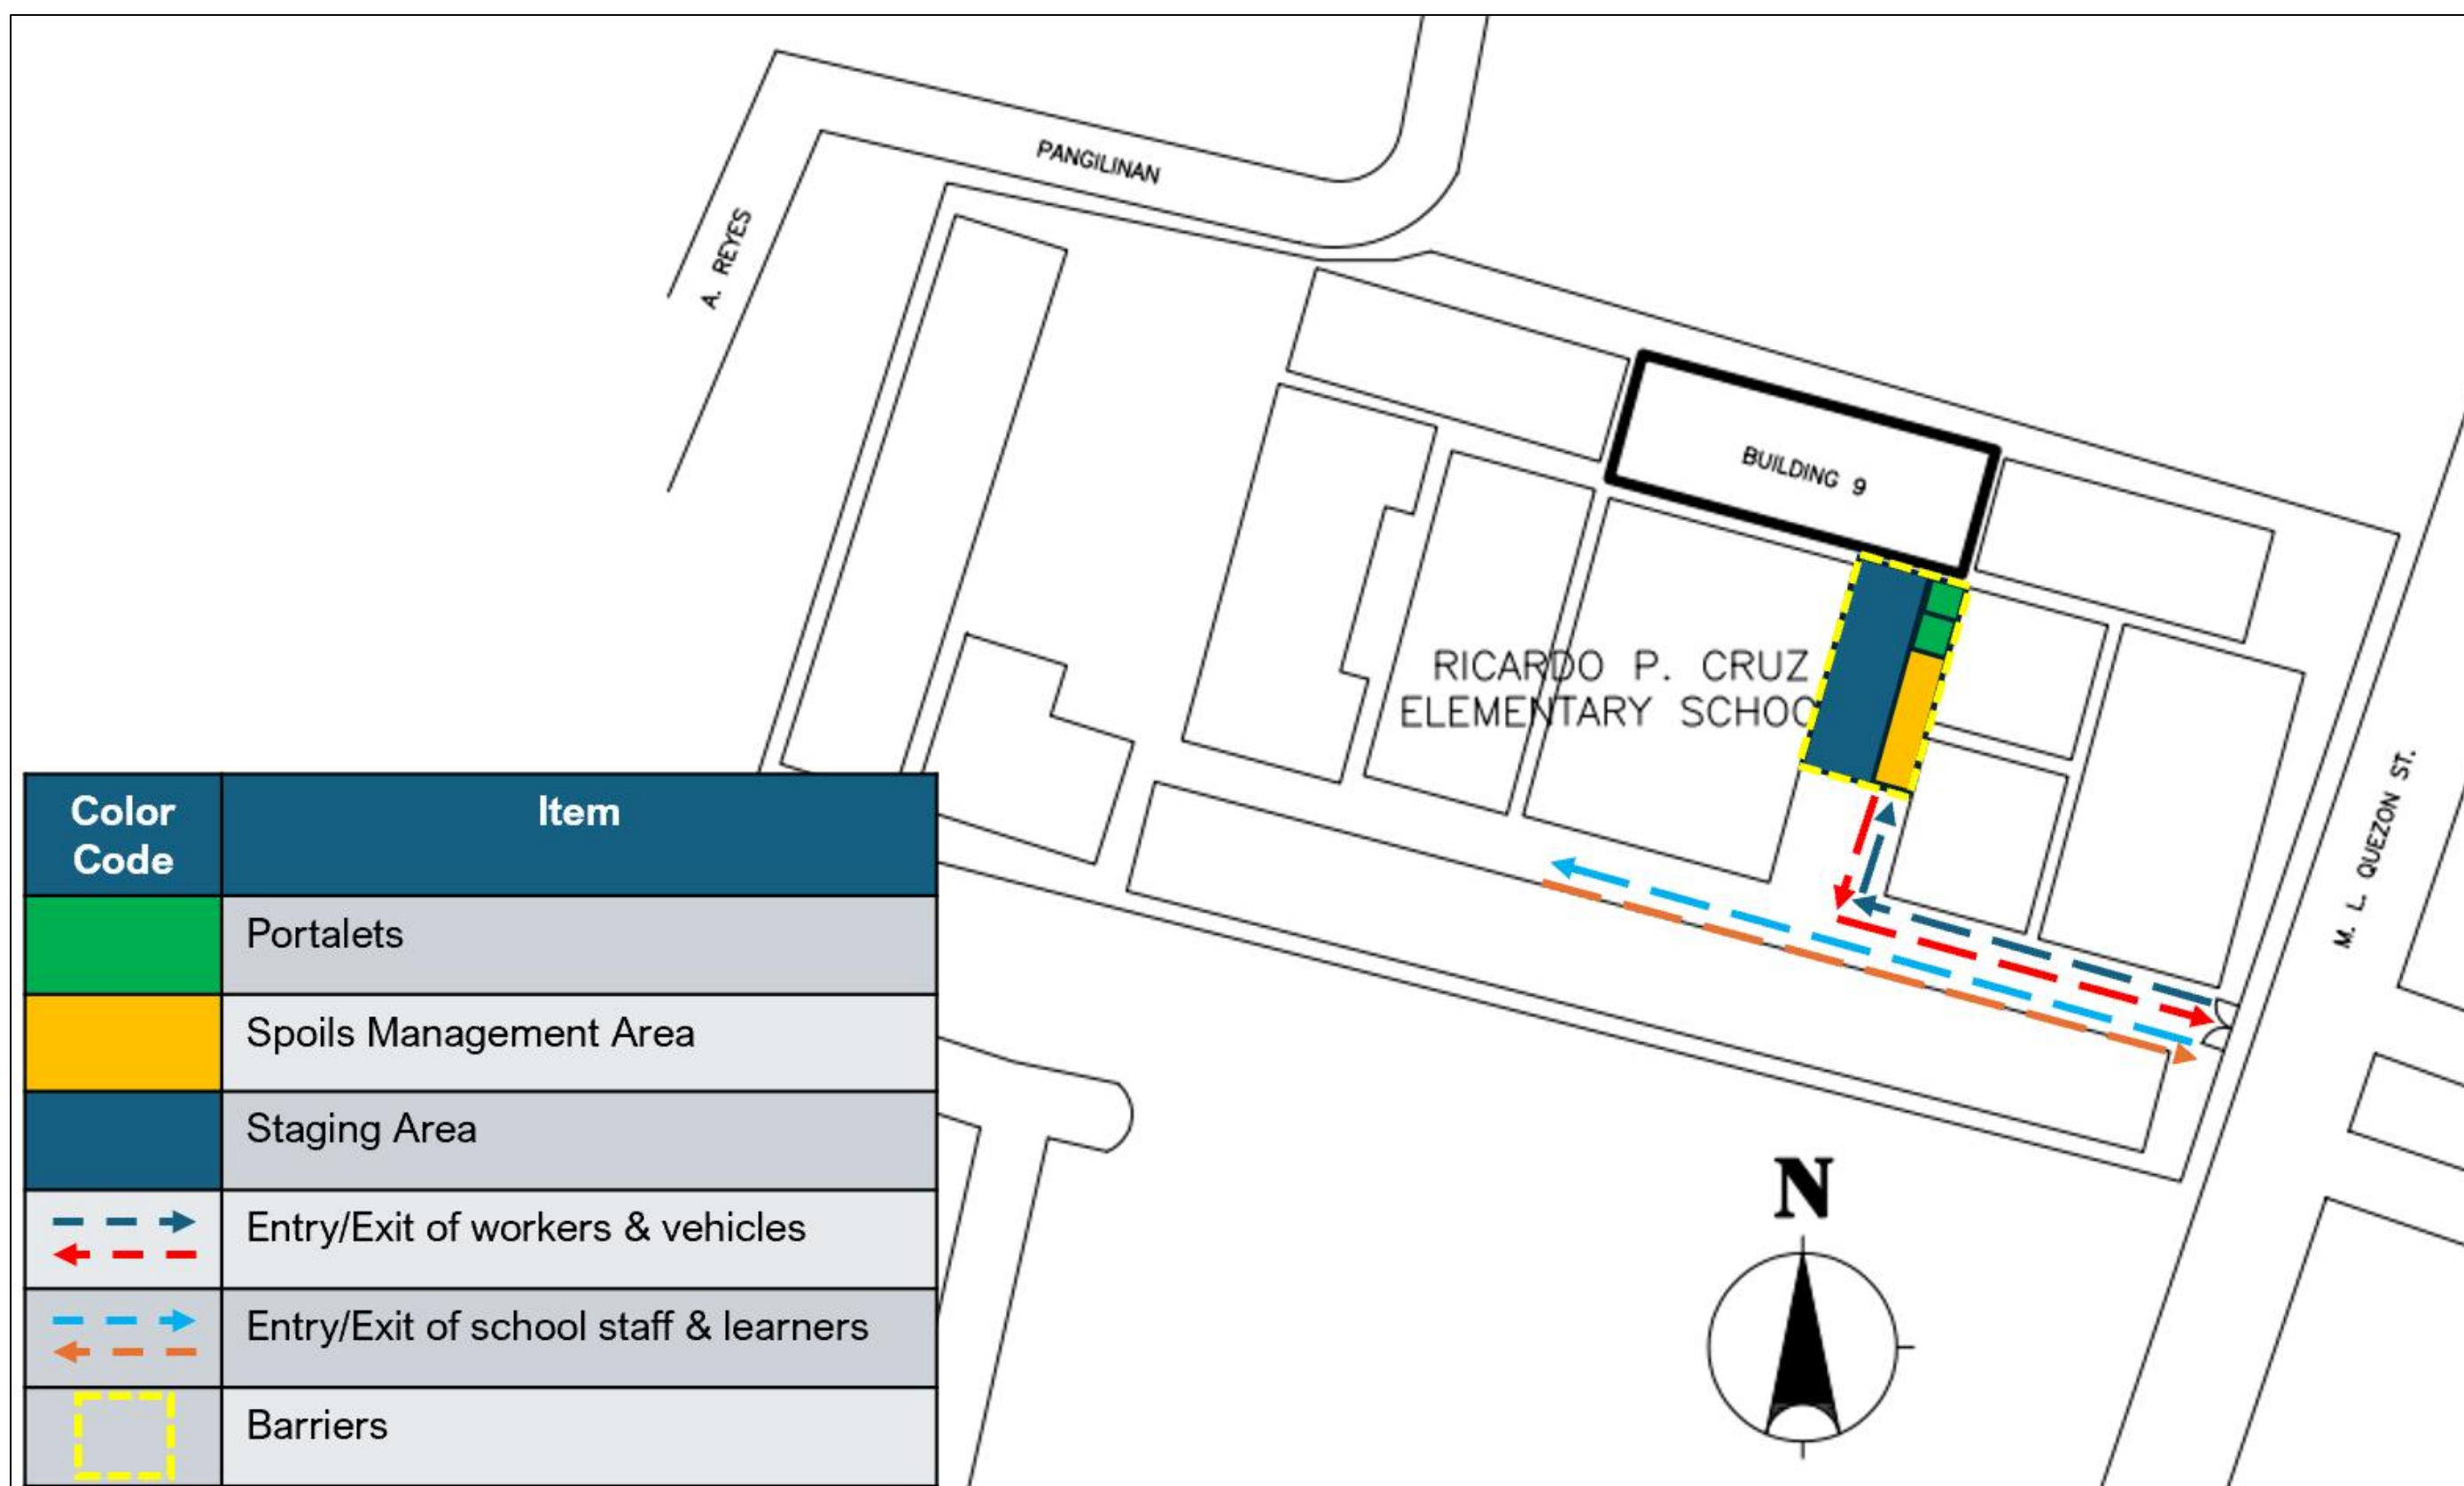 PANGILINAN
A. REYES
BUILDING 9
RICARDO P. CRUZ
ELEMENTARY SCHOO
M. L. QUEZON ST.
Color Code Item
Portalets
Spoils Management Area
Staging Area
Entry/Exit of workers & vehicles
Entry/Exit of school staff & learners
Barriers
N